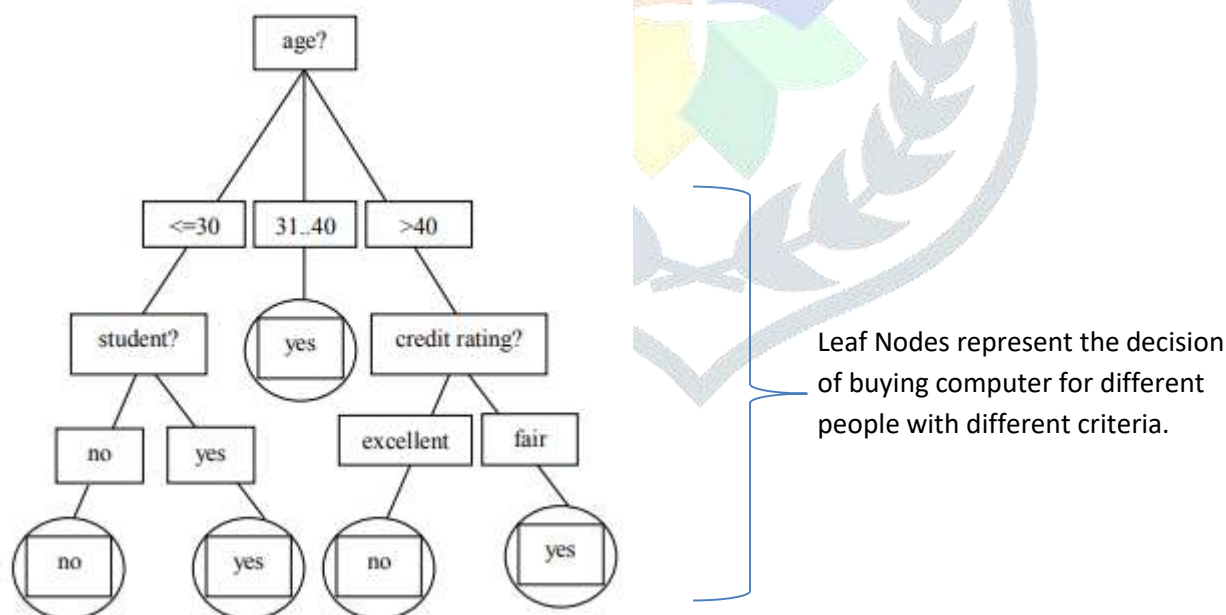 age?
<=30 31..40 >40
student? yes credit rating?
no yes excellent fair
no yes no yes
Leaf Nodes represent the decision
of buying computer for different
people with different criteria.